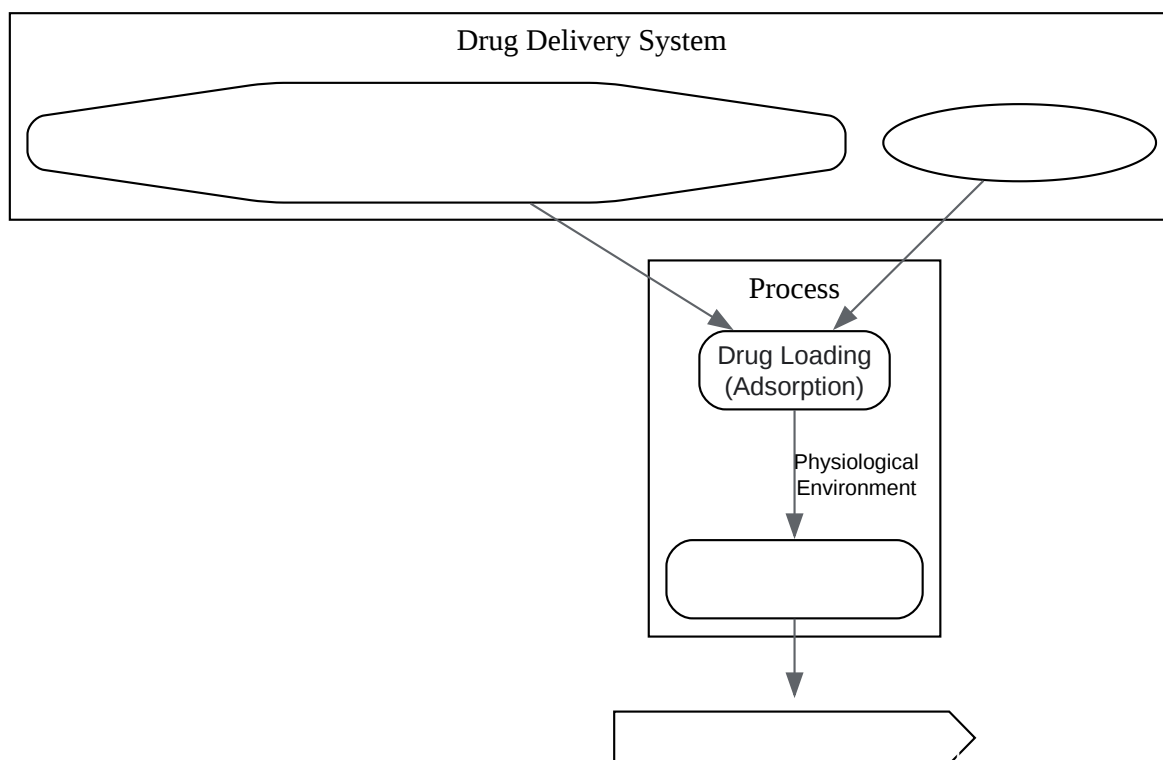 Drug Delivery System
Process
Drug Loading
(Adsorption)
Physiological
Environment